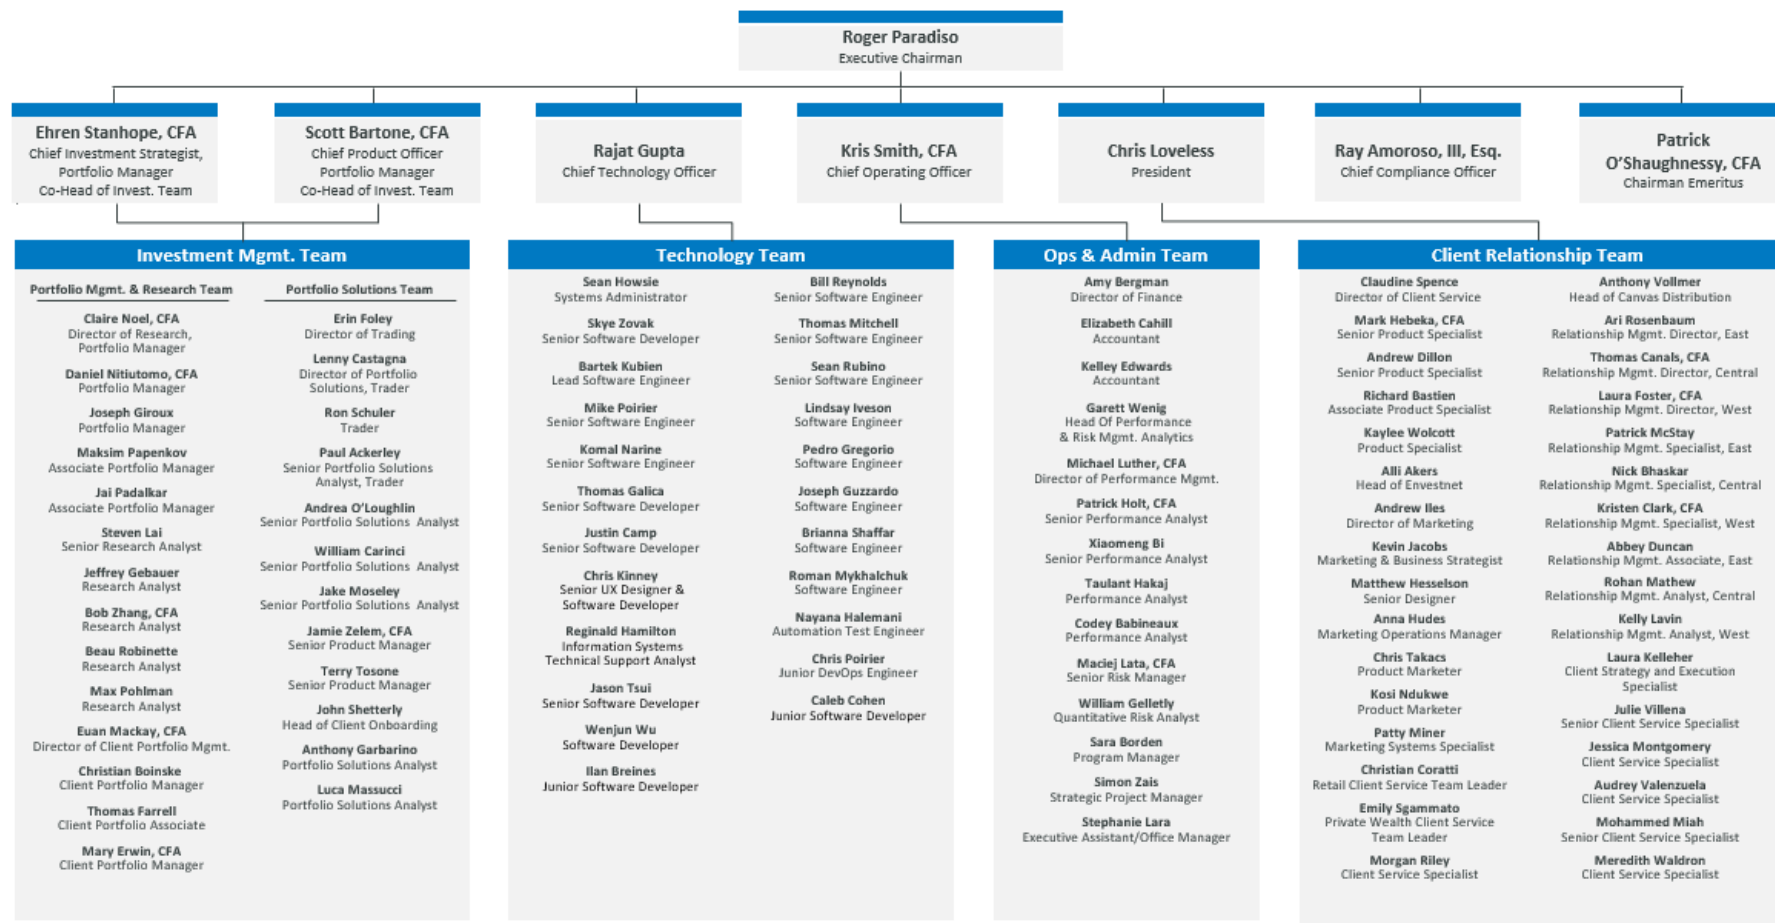 Roger Paradiso
Executive Chairman
Ehren Stanhope, CFA
Chief Investment Strategist,
Portfolio Manager
Co-Head of Invest. Team
Scott Bartone, CFA
Chief Product Officer
Portfolio Manager
Co-Head of Invest. Team
Rajat Gupta
Chief Technology Officer
Kris Smith, CFA
Chief Operating Officer
Chris Loveless
President
Ray Amoroso, III, Esq.
Chief Compliance Officer
Patrick
O'Shaughnessy, CFA
Chairman Emeritus
Investment Mgmt. Team
Portfolio Mgmt. & Research Team
Claire Noel, CFA
Director of Research,
Portfolio Manager
Daniel Nitiutomo, CFA
Portfolio Manager
Joseph Giroux
Portfolio Manager
Maksim Papenkov
Associate Portfolio Manager
Jai Padalkar
Associate Portfolio Manager
Steven Lai
Senior Research Analyst
Jeffrey Gebauer
Research Analyst
Bob Zhang, CFA
Research Analyst
Beau Robinette
Research Analyst
Max Pohlman
Research Analyst
Euan Mackay, CFA
Director of Client Portfolio Mgmt.
Christian Boinske
Client Portfolio Manager
Thomas Farrell
Client Portfolio Associate
Mary Erwin, CFA
Client Portfolio Manager
Portfolio Solutions Team
Erin Foley
Director of Trading
Lenny Castagna
Director of Portfolio
Solutions, Trader
Ron Schuler
Trader
Paul Ackerley
Senior Portfolio Solutions
Analyst, Trader
Andrea O'Loughlin
Senior Portfolio Solutions Analyst
William Carinci
Senior Portfolio Solutions Analyst
Jake Moseley
Senior Portfolio Solutions Analyst
Jamie Zelem, CFA
Senior Product Manager
Terry Tosone
Senior Product Manager
John Shetterly
Head of Client Onboarding
Anthony Garbarino
Portfolio Solutions Analyst
Luca Massucci
Portfolio Solutions Analyst
Technology Team
Sean Howsie
Systems Administrator
Skye Zovak
Senior Software Developer
Bartek Kubien
Lead Software Engineer
Mike Poirier
Senior Software Engineer
Komal Narine
Senior Software Engineer
Thomas Galica
Senior Software Developer
Justin Camp
Senior Software Developer
Chris Kinney
Senior UX Designer &
Software Developer
Reginald Hamilton
Information Systems
Technical Support Analyst
Jason Tsui
Senior Software Developer
Wenjun Wu
Software Developer
Ilan Breines
Junior Software Developer
Bill Reynolds
Senior Software Engineer
Thomas Mitchell
Senior Software Engineer
Sean Rubino
Senior Software Engineer
Lindsay Iveson
Software Engineer
Pedro Gregorio
Software Engineer
Joseph Guzzardo
Software Engineer
Brianna Shaffar
Software Engineer
Roman Mykhalchuk
Software Engineer
Nayana Halemani
Automation Test Engineer
Chris Poirier
Junior DevOps Engineer
Caleb Cohen
Junior Software Developer
Ops & Admin Team
Amy Bergman
Director of Finance
Elizabeth Cahill
Accountant
Kelley Edwards
Accountant
Garett Wenig
Head Of Performance
& Risk Mgmt. Analytics
Michael Luther, CFA
Director of Performance Mgmt.
Patrick Holt, CFA
Senior Performance Analyst
Xiaomeng Bi
Senior Performance Analyst
Taulant Hakaj
Performance Analyst
Codey Babineaux
Performance Analyst
Maciej Lata, CFA
Senior Risk Manager
William Gelletly
Quantitative Risk Analyst
Sara Borden
Program Manager
Simon Zais
Strategic Project Manager
Stephanie Lara
Executive Assistant/Office Manager
Client Relationship Team
Claudine Spence
Director of Client Service
Mark Hebeka, CFA
Senior Product Specialist
Andrew Dillon
Senior Product Specialist
Richard Bastien
Associate Product Specialist
Kaylee Wolcott
Product Specialist
Alli Akers
Head of Envestnet
Andrew Iles
Director of Marketing
Kevin Jacobs
Marketing & Business Strategist
Matthew Hesselson
Senior Designer
Anna Hudes
Marketing Operations Manager
Chris Takacs
Product Marketer
Kosi Ndukwe
Product Marketer
Patty Miner
Marketing Systems Specialist
Christian Coratti
Retail Client Service Team Leader
Emily Sgammato
Private Wealth Client Service
Team Leader
Morgan Riley
Client Service Specialist
Anthony Vollmer
Head of Canvas Distribution
Ari Rosenbaum
Relationship Mgmt. Director, East
Thomas Canals, CFA
Relationship Mgmt. Director, Central
Laura Foster, CFA
Relationship Mgmt. Director, West
Patrick McStay
Relationship Mgmt. Specialist, East
Nick Bhaskar
Relationship Mgmt. Specialist, Central
Kristen Clark, CFA
Relationship Mgmt. Specialist, West
Abbey Duncan
Relationship Mgmt. Associate, East
Rohan Mathew
Relationship Mgmt. Analyst, Central
Kelly Lavin
Relationship Mgmt. Analyst, West
Laura Kelleher
Client Strategy and Execution
Specialist
Julie Villena
Senior Client Service Specialist
Jessica Montgomery
Client Service Specialist
Audrey Valenzuela
Client Service Specialist
Mohammed Miah
Senior Client Service Specialist
Meredith Waldron
Client Service Specialist